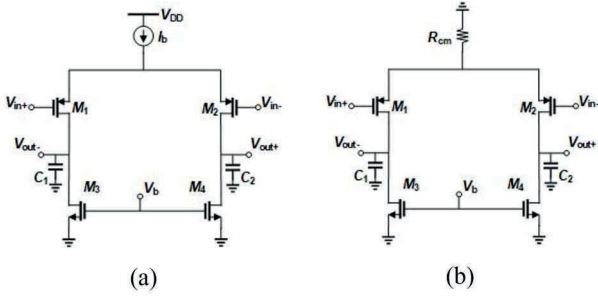 VDD
Ib
Vin+
M1
M2
Vin-
Vout-
Vout+
C1
C2
M3
Vb
M4
(a)
Rcm
Vin+
M1
M2
Vin-
Vout-
Vout+
C1
C2
M3
Vb
M4
(b)